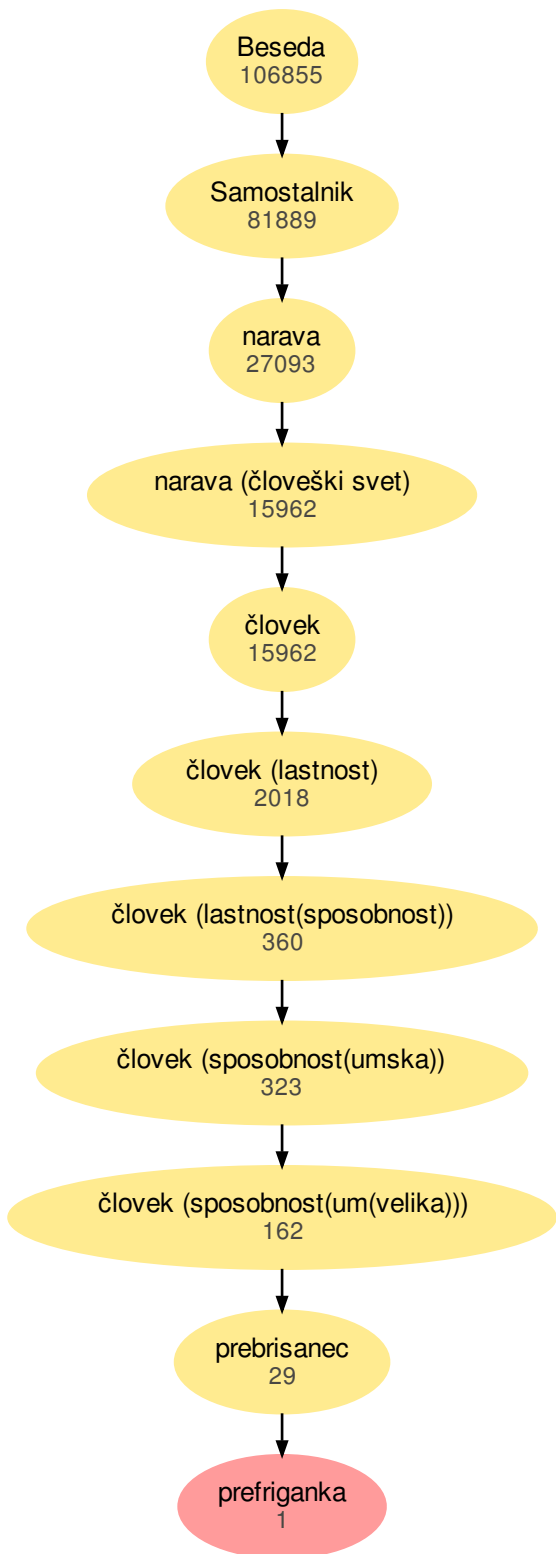 Beseda
106855
Samostalnik
81889
narava
27093
narava (človeški svet)
15962
človek
15962
človek (lastnost)
2018
človek (lastnost(sposobnost))
360
človek (sposobnost(umska))
323
človek (sposobnost(um(velika)))
162
prebrisanec
29
prefriganka
1